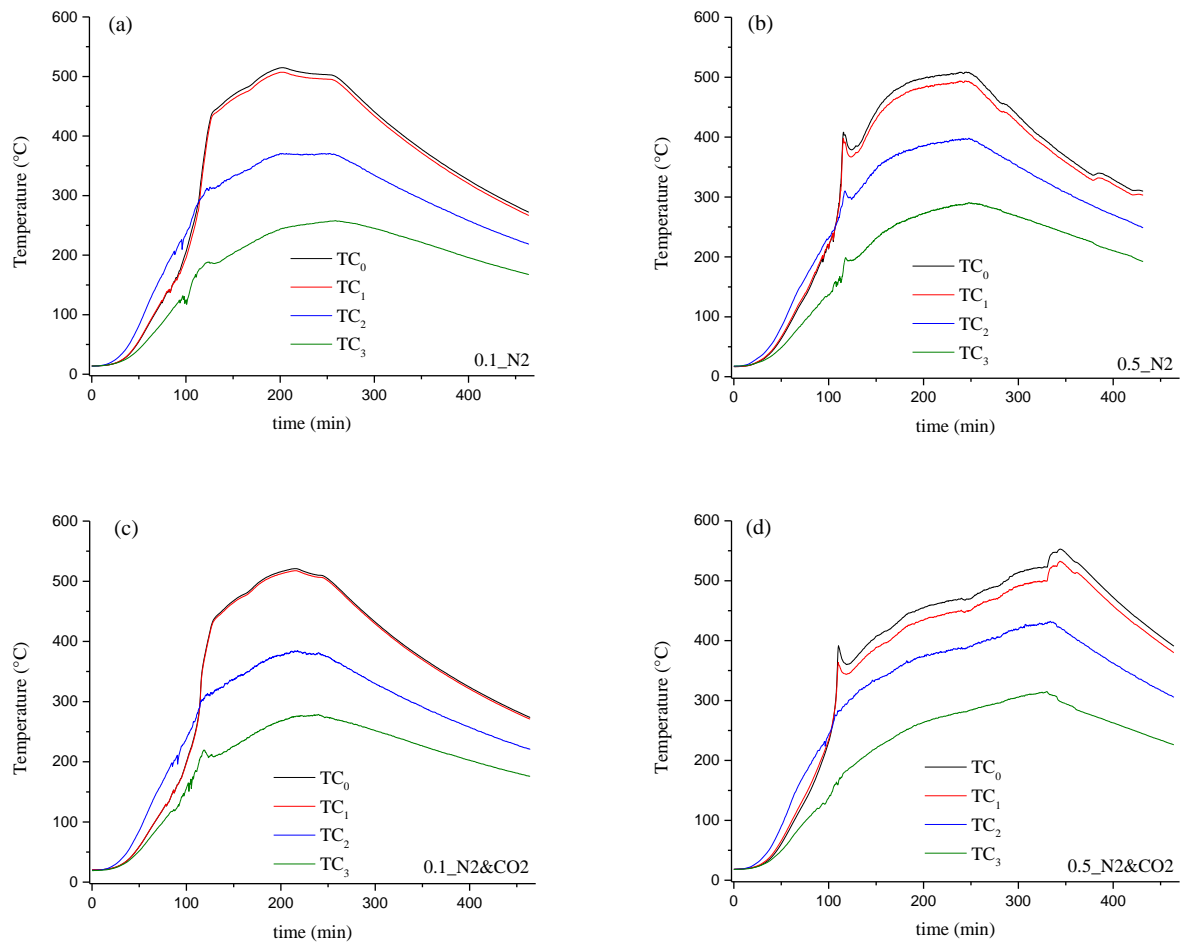 (a)
600
500
400
300
200
100
0
Temperature (°C)
TC0
TC1
TC2
TC3
0.1_N2
0 100 200 300 400
time (min)
(b)
600
500
400
300
200
100
0
Temperature (°C)
TC0
TC1
TC2
TC3
0.5_N2
0 100 200 300 400
time (min)
(c)
600
500
400
300
200
100
0
Temperature (°C)
TC0
TC1
TC2
TC3
0.1_N2&CO2
0 100 200 300 400
time (min)
(d)
600
500
400
300
200
100
0
Temperature (°C)
TC0
TC1
TC2
TC3
0.5_N2&CO2
0 100 200 300 400
time (min)